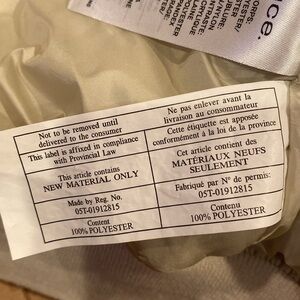 ce.
POLYESTER
Not to be removed until
delivered to the consumer
This label is affixed in compliance
with Provincial Law
This article contains
NEW MATERIAL ONLY
Made by Reg. No.
05T-01912815
Content
100% POLYESTER
Ne pas enlever avant la
livraison au consommateur
Cette étiquette est apposée
conformément à la loi de la province
Cet article contient des
MATÉRIAUX NEUFS
SEULEMENT
Fabriqué par N° de permis:
05T-01912815
Contenu
100% POLYESTER